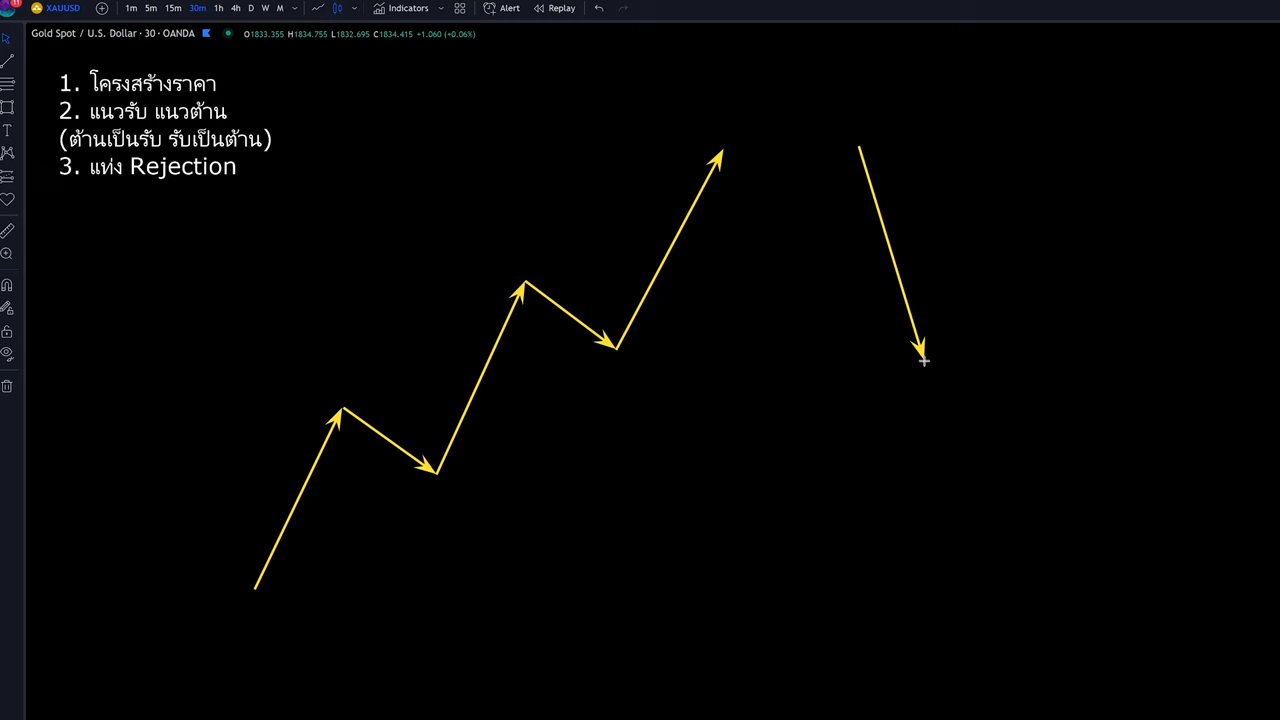 11
XAUUSD 1m 5m 15m 30m 1h 4h D W M Indicators Alert Replay
Gold Spot / U.S. Dollar · 30 · OANDA O1833.355 H1834.755 L1832.695 C1834.415 +1.060 (+0.06%)
1. โครงสร้างราคา
2. แนวรับ แนวต้าน
(ต้านเป็นรับ รับเป็นต้าน)
3. แท่ง Rejection